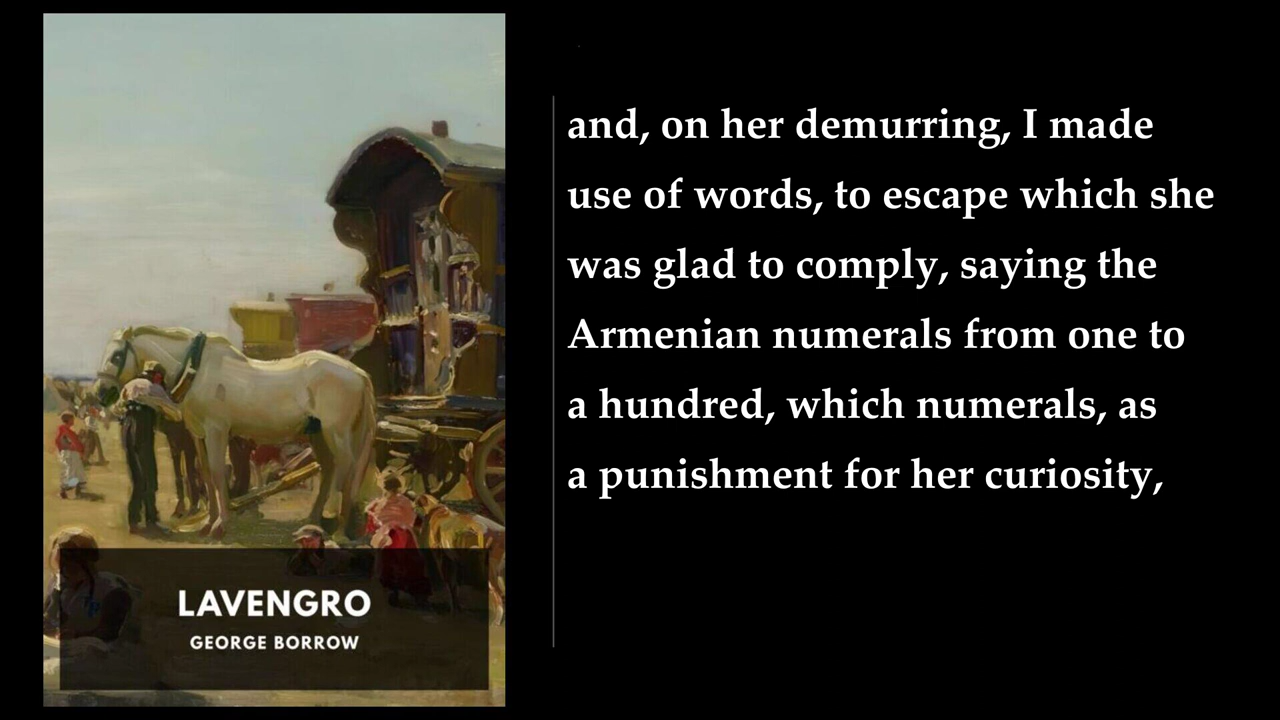 LAVENGRO
GEORGE BORROW
and, on her demurring, I made
use of words, to escape which she
was glad to comply, saying the
Armenian numerals from one to
a hundred, which numerals, as
a punishment for her curiosity,